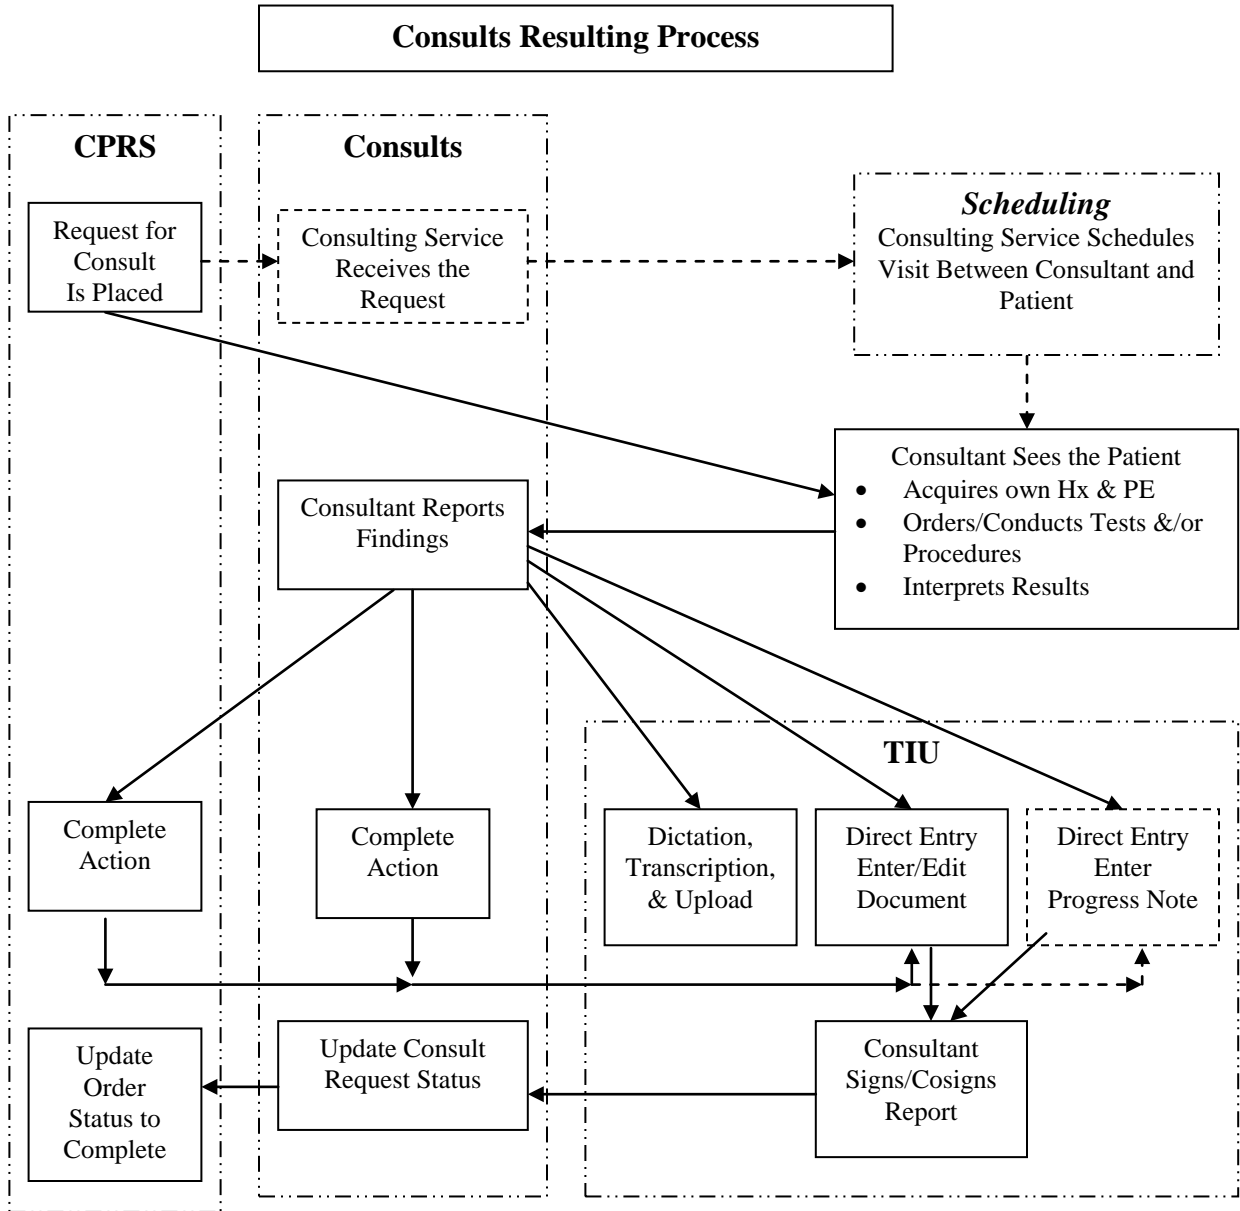 Consults Resulting Process
CPRS
Consults
Request for
Consult
Is Placed
Consulting Service
Receives the
Request
Scheduling
Consulting Service Schedules
Visit Between Consultant and
Patient
Consultant Sees the Patient
• Acquires own Hx & PE
• Orders/Conducts Tests &/or
Procedures
• Interprets Results
Consultant Reports
Findings
TIU
Complete
Action
Complete
Action
Dictation,
Transcription,
& Upload
Direct Entry
Enter/Edit
Document
Direct Entry
Enter
Progress Note
Update
Order
Status to
Complete
Update Consult
Request Status
Consultant
Signs/Cosigns
Report